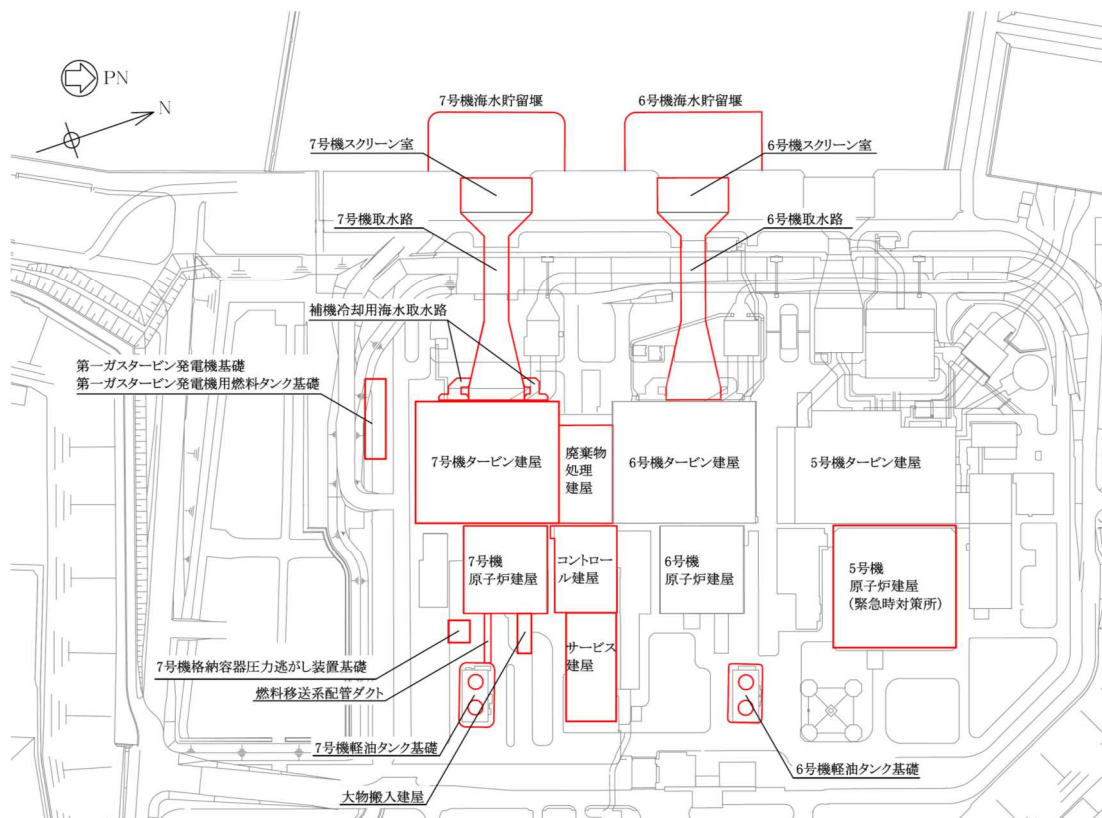 PN
N
7号機海水貯留堰
6号機海水貯留堰
7号機スクリーン室
6号機スクリーン室
7号機取水路
6号機取水路
補機冷却用海水取水路
第一ガスタービン発電機基礎
第一ガスタービン発電機用燃料タンク基礎
7号機タービン建屋
廃棄物
処理
建屋
6号機タービン建屋
5号機タービン建屋
7号機
原子炉建屋
コントロー
ル建屋
6号機
原子炉建屋
5号機
原子炉建屋
(緊急時対策所)
サービス
建屋
7号機格納容器圧力逃がし装置基礎
燃料移送系配管ダクト
7号機軽油タンク基礎
6号機軽油タンク基礎
大物搬入建屋